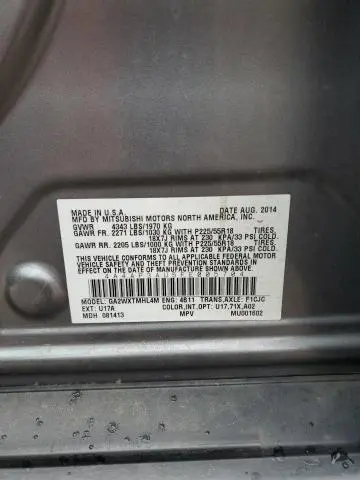 MADE IN U.S.A. DATE AUG. 2014
MFD BY MITSUBISHI MOTORS NORTH AMERICA, INC.
GVWR 4343 LBS/1970 KG
GAWR FR. 2271 LBS/1030 KG WITH P225/55R18 TIRES,
18X7J RIMS AT 230 KPA/33 PSI COLD.
GAWR RR. 2205 LBS/1000 KG WITH P225/55R18 TIRES,
18X7J RIMS AT 230 KPA/33 PSI COLD.
THIS VEHICLE CONFORMS TO ALL APPLICABLE FEDERAL MOTOR
VEHICLE SAFETY AND THEFT PREVENTION STANDARDS IN
EFFECT ON THE DATE OF MANUFACTURE SHOWN ABOVE.
4A4AP3AU5FE005704
MODEL: GA2WXTMHL4M ENG: 4B11 TRANS,AXLE: F1CJC
EXT: U17A COLOR,INT,OPT: U17,71X,A02
MDH 081413 MPV MU001602